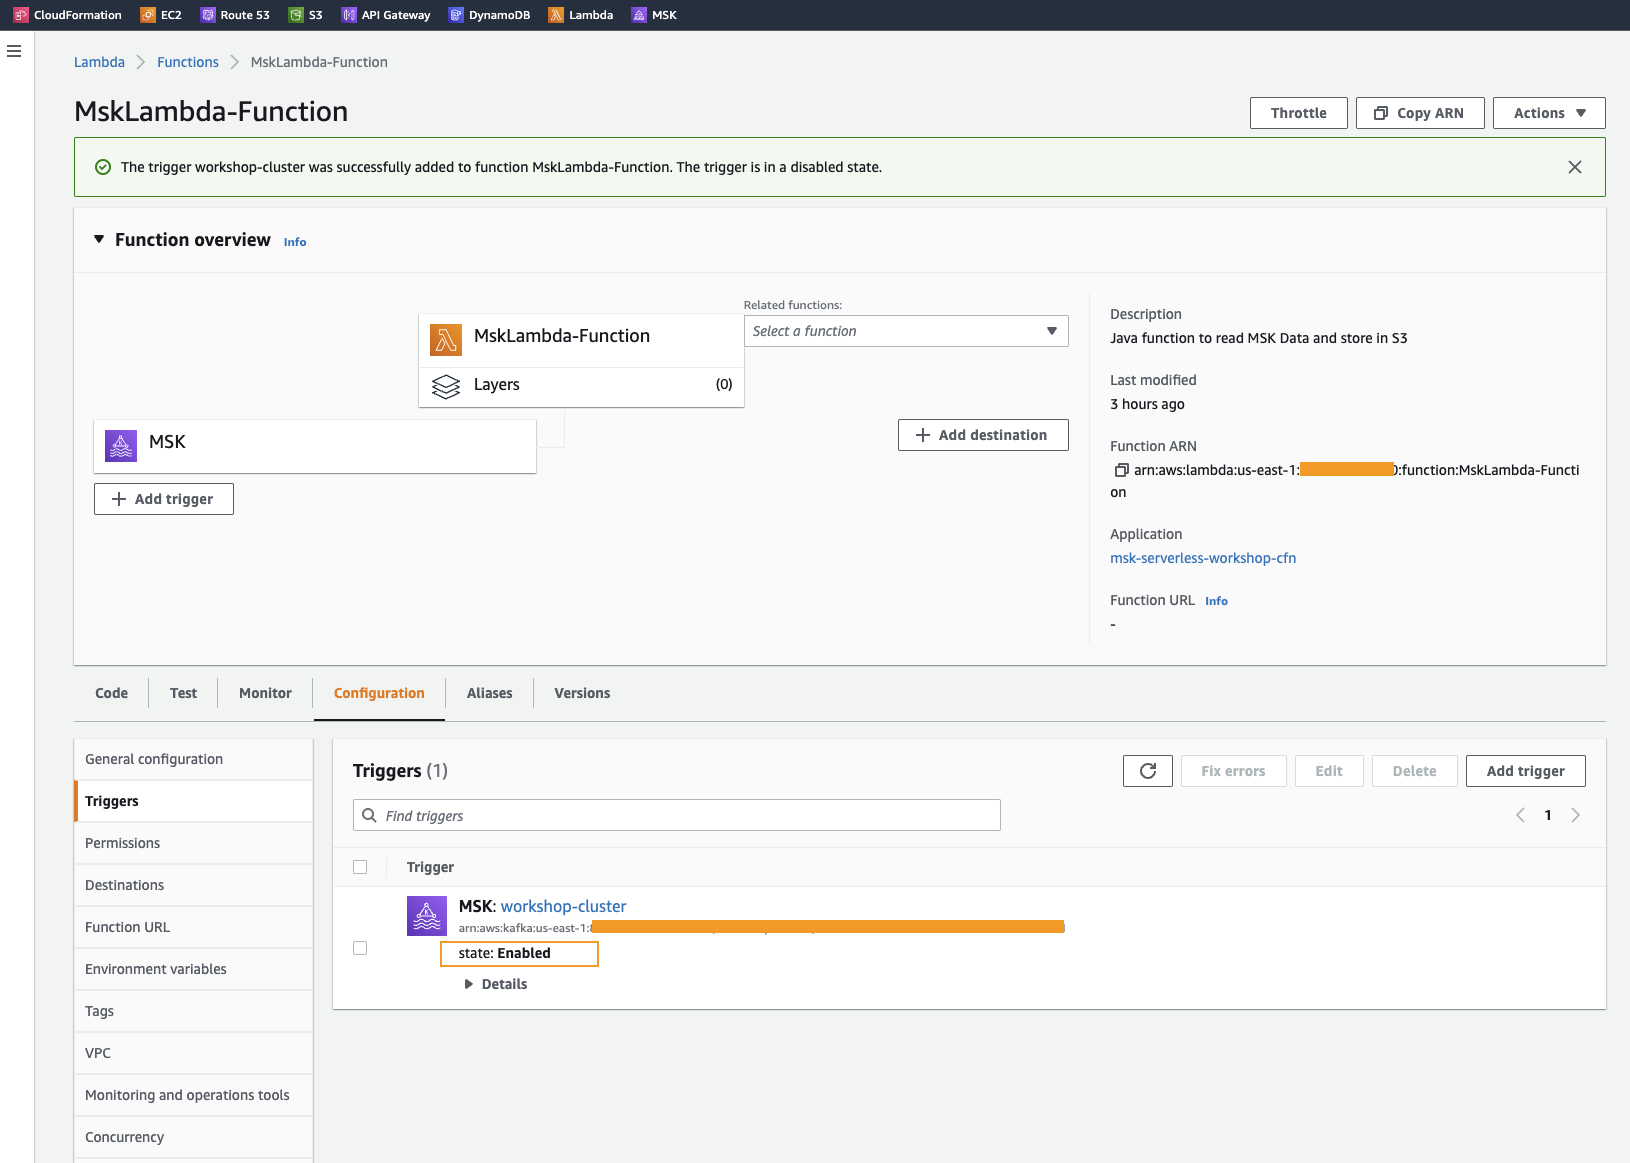 CloudFormation EC2 Route 53 S3 API Gateway DynamoDB Lambda MSK
Lambda Functions MskLambda-Function
MskLambda-Function
Throttle Copy ARN Actions
The trigger workshop-cluster was successfully added to function MskLambda-Function. The trigger is in a disabled state.
Function overview Info
Related functions:
Select a function
MskLambda-Function
Layers (0)
MSK
Add trigger
Add destination
Description
Java function to read MSK Data and store in S3
Last modified
3 hours ago
Function ARN
arn:aws:lambda:us-east-1: :function:MskLambda-Functi
on
Application
msk-serverless-workshop-cfn
Function URL Info
-
Code Test Monitor Configuration Aliases Versions
General configuration
Triggers
Permissions
Destinations
Function URL
Environment variables
Tags
VPC
Monitoring and operations tools
Concurrency
Triggers (1)
Fix errors Edit Delete Add trigger
Find triggers
1
Trigger
MSK: workshop-cluster
arn:aws:kafka:us-east-1:
state: Enabled
Details